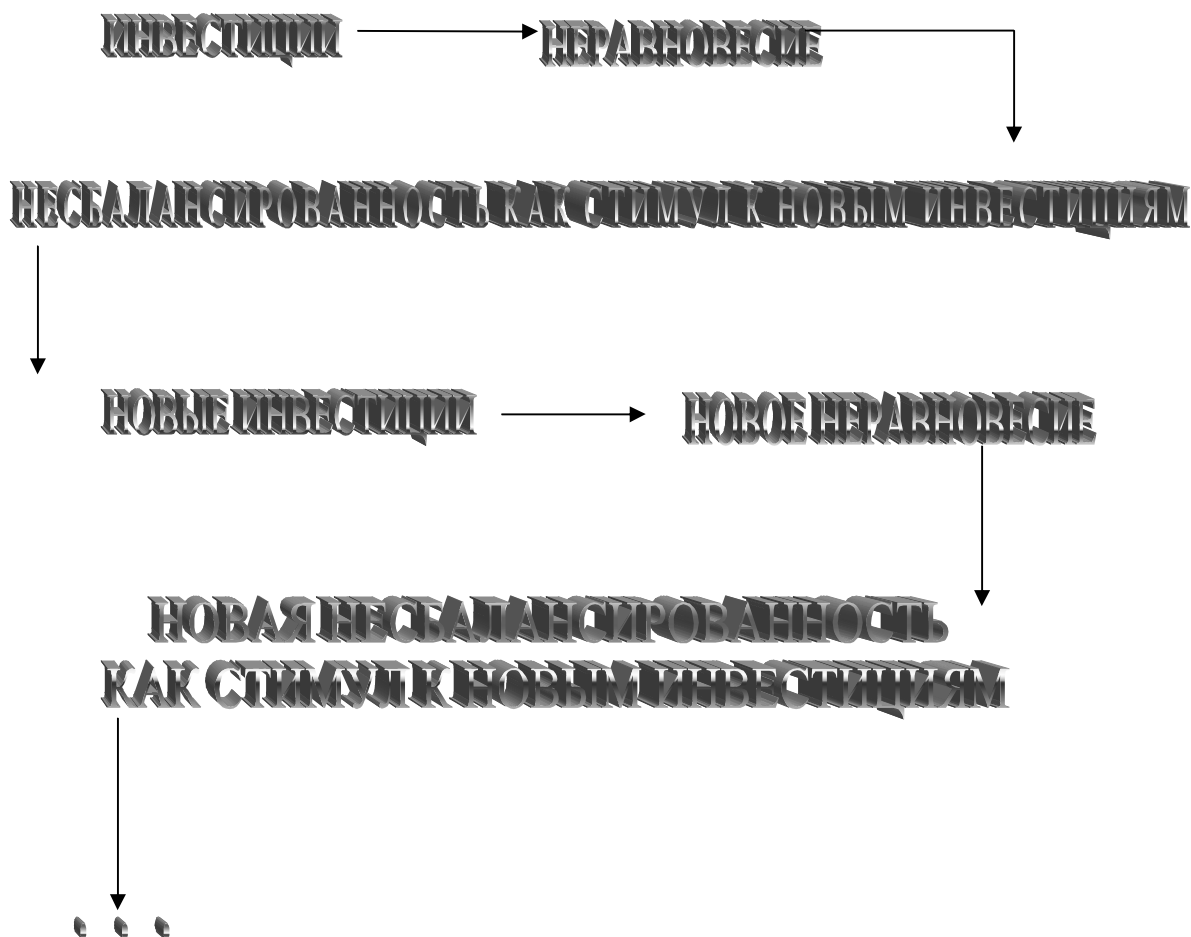 ИНВЕСТИЦИИ НЕРАВНОВЕСИЕ
НЕСБАЛАНСИРОВАННОСТЬ КАК СТИМУЛ К НОВЫМ ИНВЕСТИЦИЯМ
НОВЫЕ ИНВЕСТИЦИИ НОВОЕ НЕРАВНОВЕСИЕ
НОВАЯ НЕСБАЛАНСИРОВАННОСТЬ
КАК СТИМУЛ К НОВЫМ ИНВЕСТИЦИЯМ
. . .